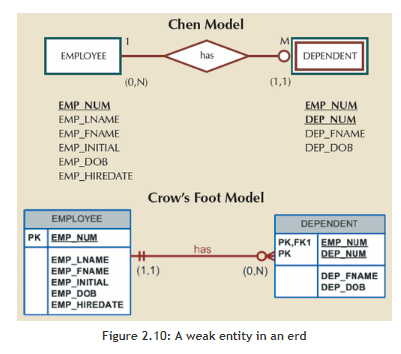 Chen Model
1
M
EMPLOYEE
has
DEPENDENT
(0,N)
(1,1)
EMP_NUM
EMP_LNAME
EMP_FNAME
EMP_INITIAL
EMP_DOB
EMP_HIREDATE
EMP_NUM
DEP_NUM
DEP_FNAME
DEP_DOB
Crow's Foot Model
EMPLOYEE
PK EMP_NUM
EMP_LNAME
EMP_FNAME
EMP_INITIAL
EMP_DOB
EMP_HIREDATE
has
(1,1)
(0,N)
DEPENDENT
PK,FK1 EMP_NUM
PK DEP_NUM
DEP_FNAME
DEP_DOB
Figure 2.10: A weak entity in an erd